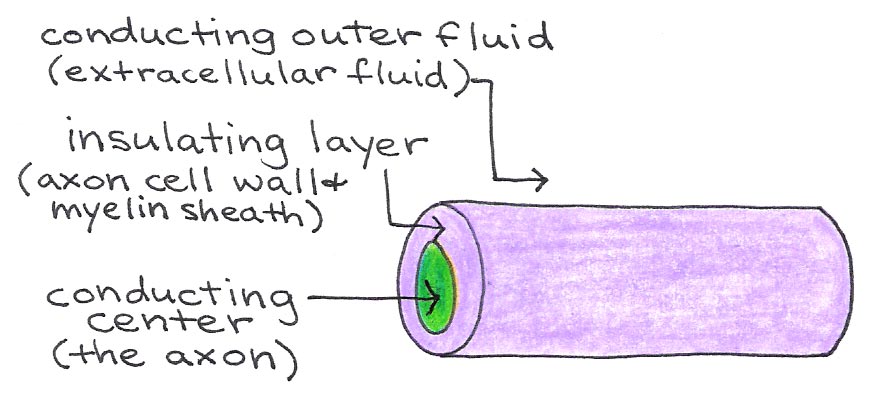 conducting outer fluid
(extracellular fluid)
insulating layer
(axon cell wall &
myelin sheath)
conducting
center
(the axon)